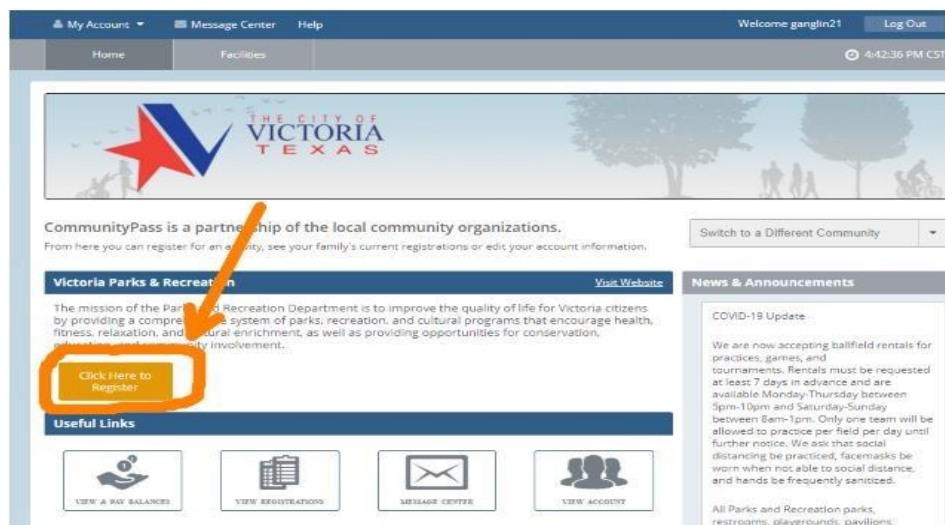 My Account
Message Center
Help
Welcome ganglin21
Log Out
Home
Facilities
4:42:36 PM CST
THE CITY OF
VICTORIA
TEXAS
CommunityPass is a partnership of the local community organizations.
From here you can register for an activity, see your family's current registrations or edit your account information.
Switch to a Different Community
Victoria Parks & Recreation
Visit Website
The mission of the Parks and Recreation Department is to improve the quality of life for Victoria citizens
by providing a comprehensive system of parks, recreation, and cultural programs that encourage health,
fitness, relaxation, and cultural enrichment, as well as providing opportunities for conservation,
education, and community involvement.
Click Here to
Register
Useful Links
VIEW & PAY BALANCES
VIEW REGISTRATIONS
MESSAGE CENTER
VIEW ACCOUNT
News & Announcements
COVID-19 Update
We are now accepting ballfield rentals for
practices, games, and
tournaments. Rentals must be requested
at least 7 days in advance and are
available Monday-Thursday between
5pm-10pm and Saturday-Sunday
between 8am-1pm. Only one team will be
allowed to practice per field per day until
further notice. We ask that social
distancing be practiced, facemasks be
worn when not able to social distance,
and hands be frequently sanitized.
All Parks and Recreation parks,
restrooms, playgrounds, pavilions,